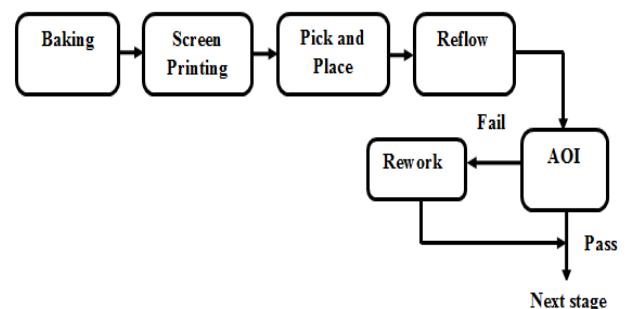 Baking
Screen
Printing
Pick and
Place
Reflow
Fail
Rework
AOI
Pass
Next stage